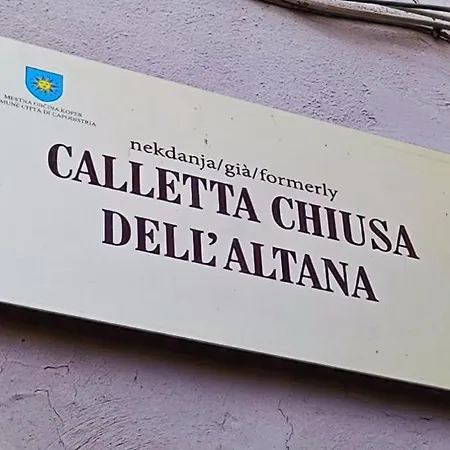 MESTNA OBČINA KOPER
COMUNE CITTÀ DI CAPODISTRIA
nekdanja/già/formerly
CALLETTA CHIUSA
DELL'ALTANA